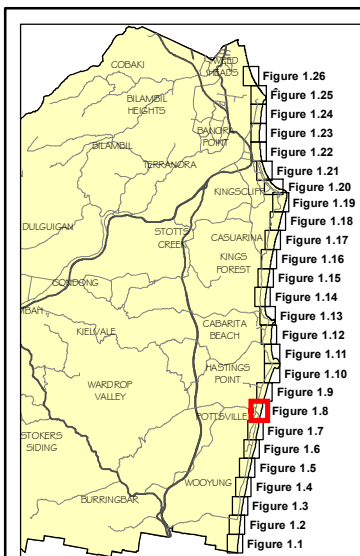 TWEED
HEADS
COBAKI
BILAMBIL
HEIGHTS
BANORA
POINT
BILAMBIL
TERRANORA
KINGSCLIFF
DULGUIGAN
STOTTS
CREEK
CASUARINA
KINGS
FOREST
GONDONG
BAH
KIELVALE
CABARITA
BEACH
HASTINGS
POINT
WARDROP
VALLEY
POTTSVILLE
STOKERS
SIDING
WOOYUNG
BURRINGBAR
Figure 1.26
Figure 1.25
Figure 1.24
Figure 1.23
Figure 1.22
Figure 1.21
Figure 1.20
Figure 1.19
Figure 1.18
Figure 1.17
Figure 1.16
Figure 1.15
Figure 1.14
Figure 1.13
Figure 1.12
Figure 1.11
Figure 1.10
Figure 1.9
Figure 1.8
Figure 1.7
Figure 1.6
Figure 1.5
Figure 1.4
Figure 1.3
Figure 1.2
Figure 1.1